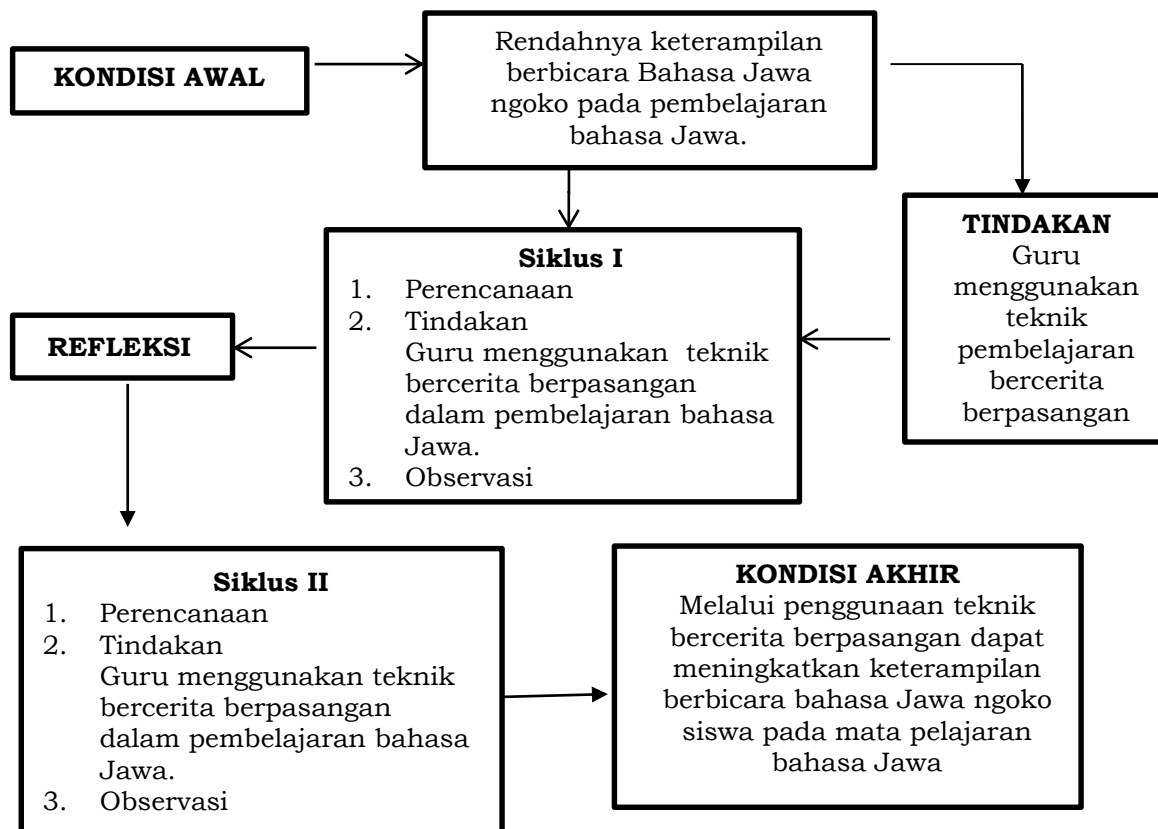 KONDISI AWAL
Rendahnya keterampilan
berbicara Bahasa Jawa
ngoko pada pembelajaran
bahasa Jawa.
TINDAKAN
Guru
menggunakan
teknik
pembelajaran
bercerita
berpasangan
Siklus I
1. Perencanaan
2. Tindakan
Guru menggunakan teknik
bercerita berpasangan
dalam pembelajaran bahasa
Jawa.
3. Observasi
REFLEKSI
Siklus II
1. Perencanaan
2. Tindakan
Guru menggunakan teknik
bercerita berpasangan
dalam pembelajaran bahasa
Jawa.
3. Observasi
KONDISI AKHIR
Melalui penggunaan teknik
bercerita berpasangan dapat
meningkatkan keterampilan
berbicara bahasa Jawa ngoko
siswa pada mata pelajaran
bahasa Jawa